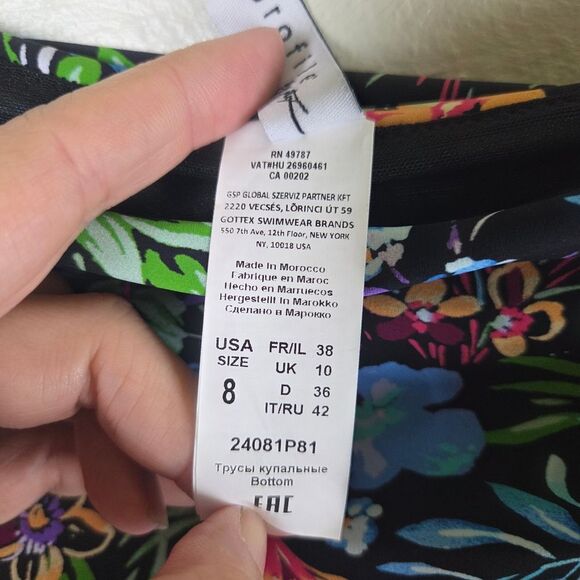 profile
RN 49787
VAT#HU 26960461
CA 00202
GSP GLOBAL SZERVIZ PARTNER KFT
2220 VECSÉS, LŐRINCI ÚT 59
GOTTEX SWIMWEAR BRANDS
550 7th Ave, 12th Floor, NEW YORK
NY, 10018 USA
Made in Morocco
Fabrique en Maroc
Hecho en Marruecos
Hergestellt in Marokko
Сделано в Марокко
USA SIZE 8
FR/IL 38
UK 10
D 36
IT/RU 42
24081P81
Трусы купальные
Bottom
EAC